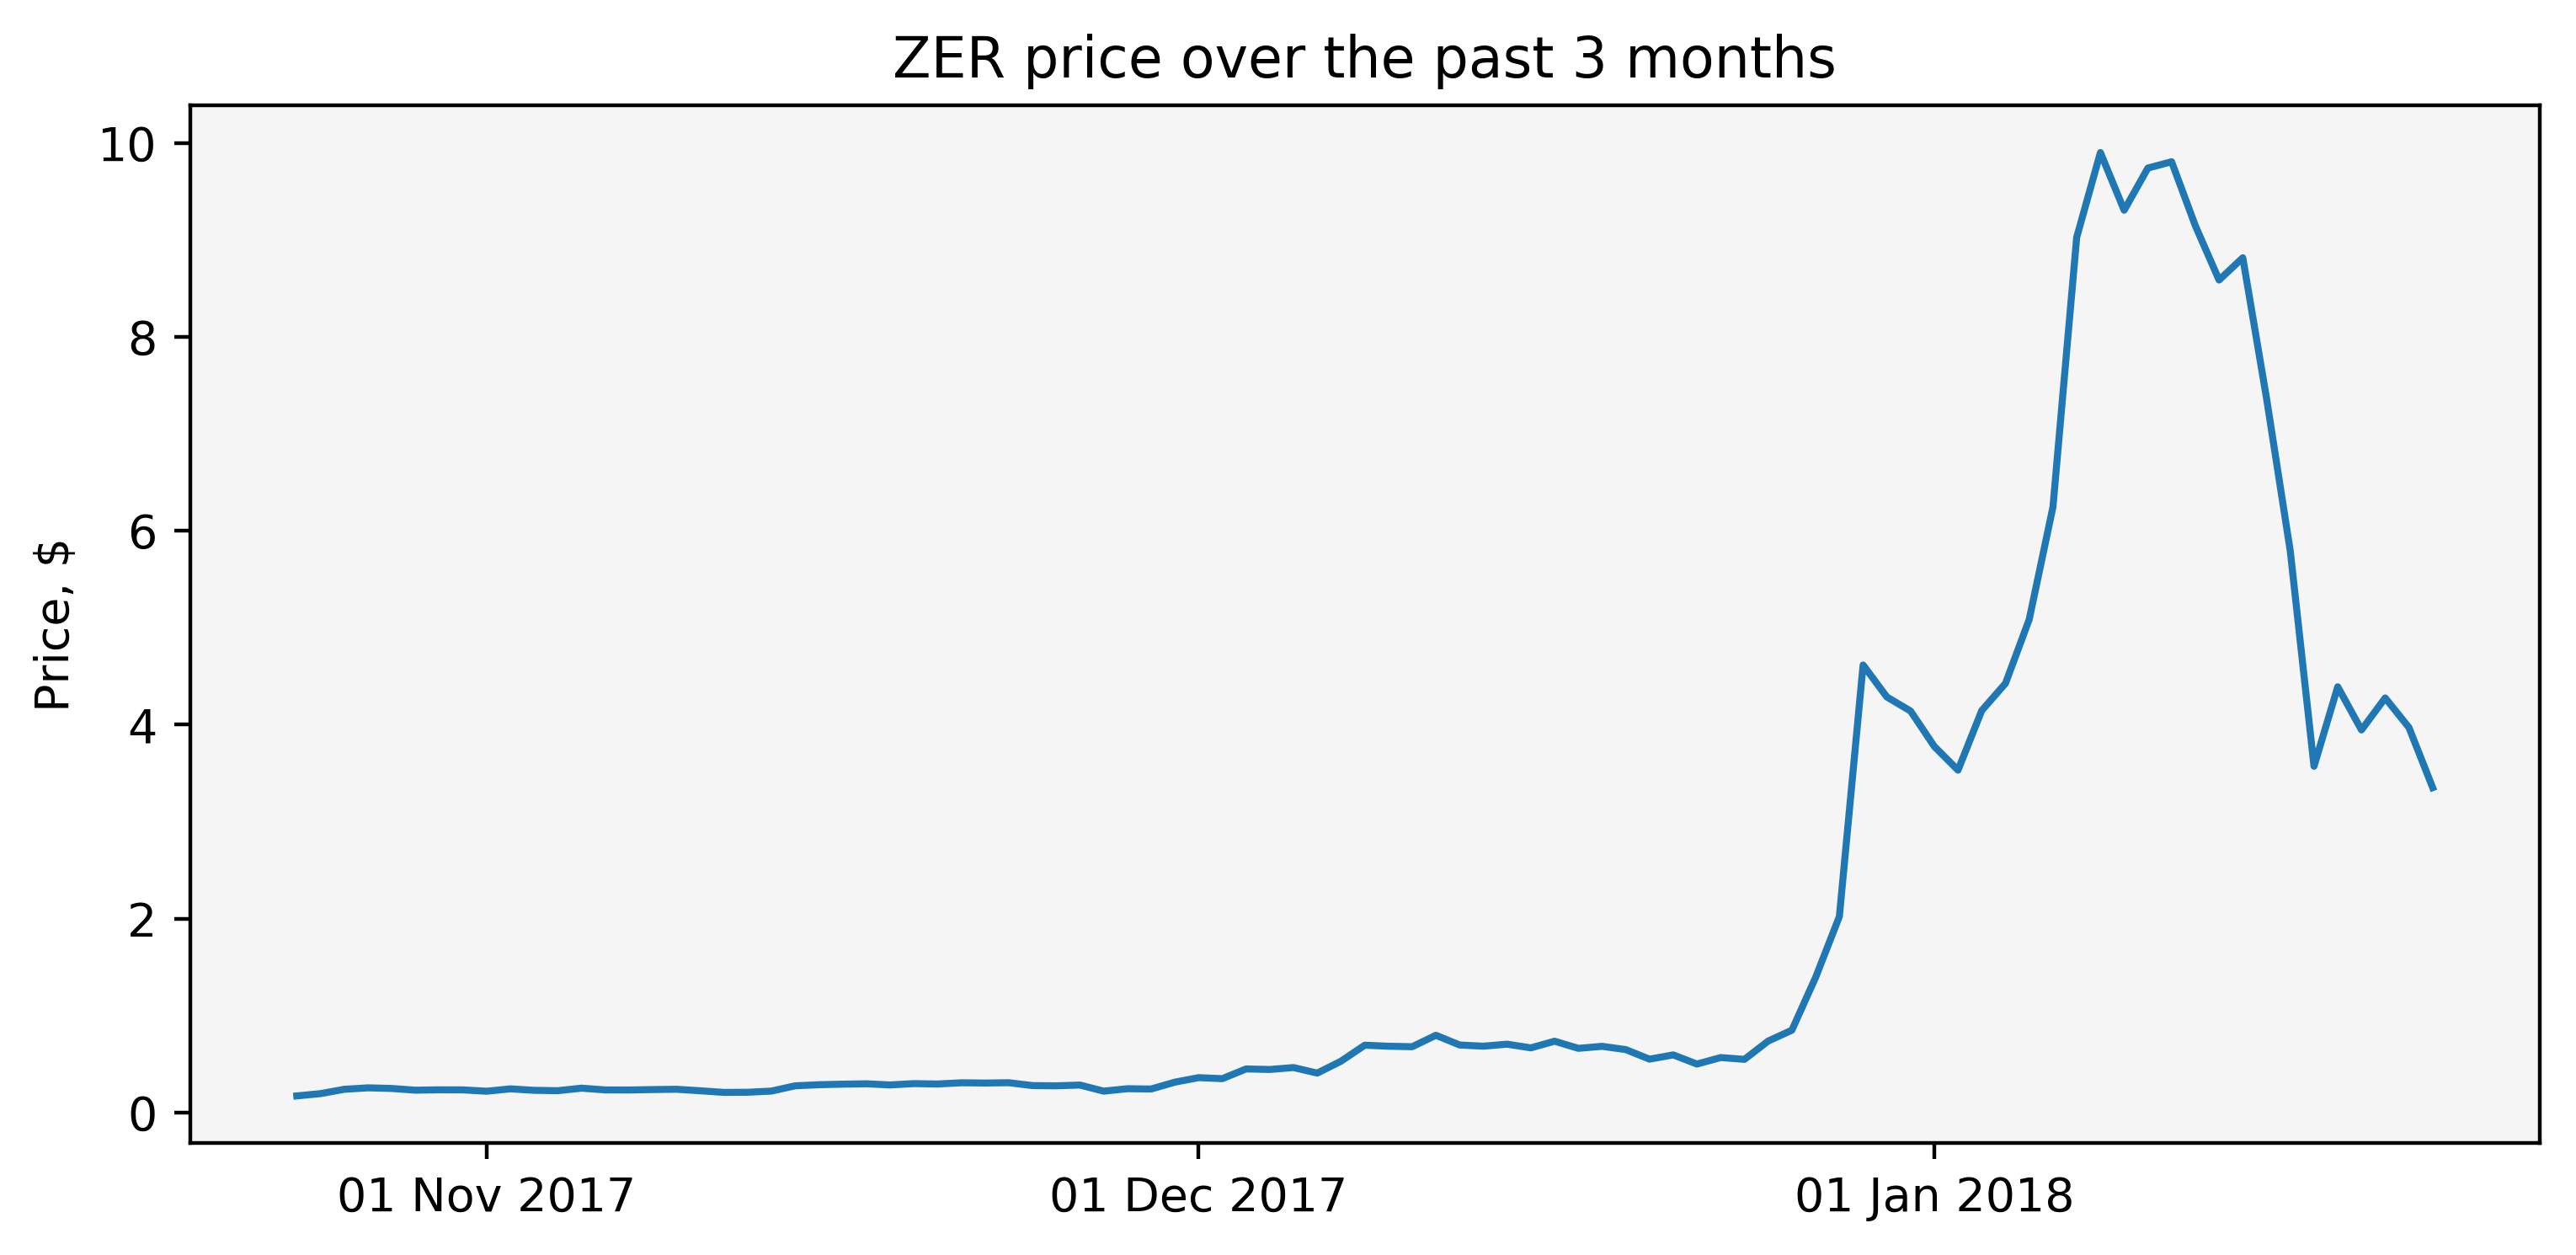 ZER price over the past 3 months
Price, $
10
8
6
4
2
0
01 Nov 2017
01 Dec 2017
01 Jan 2018